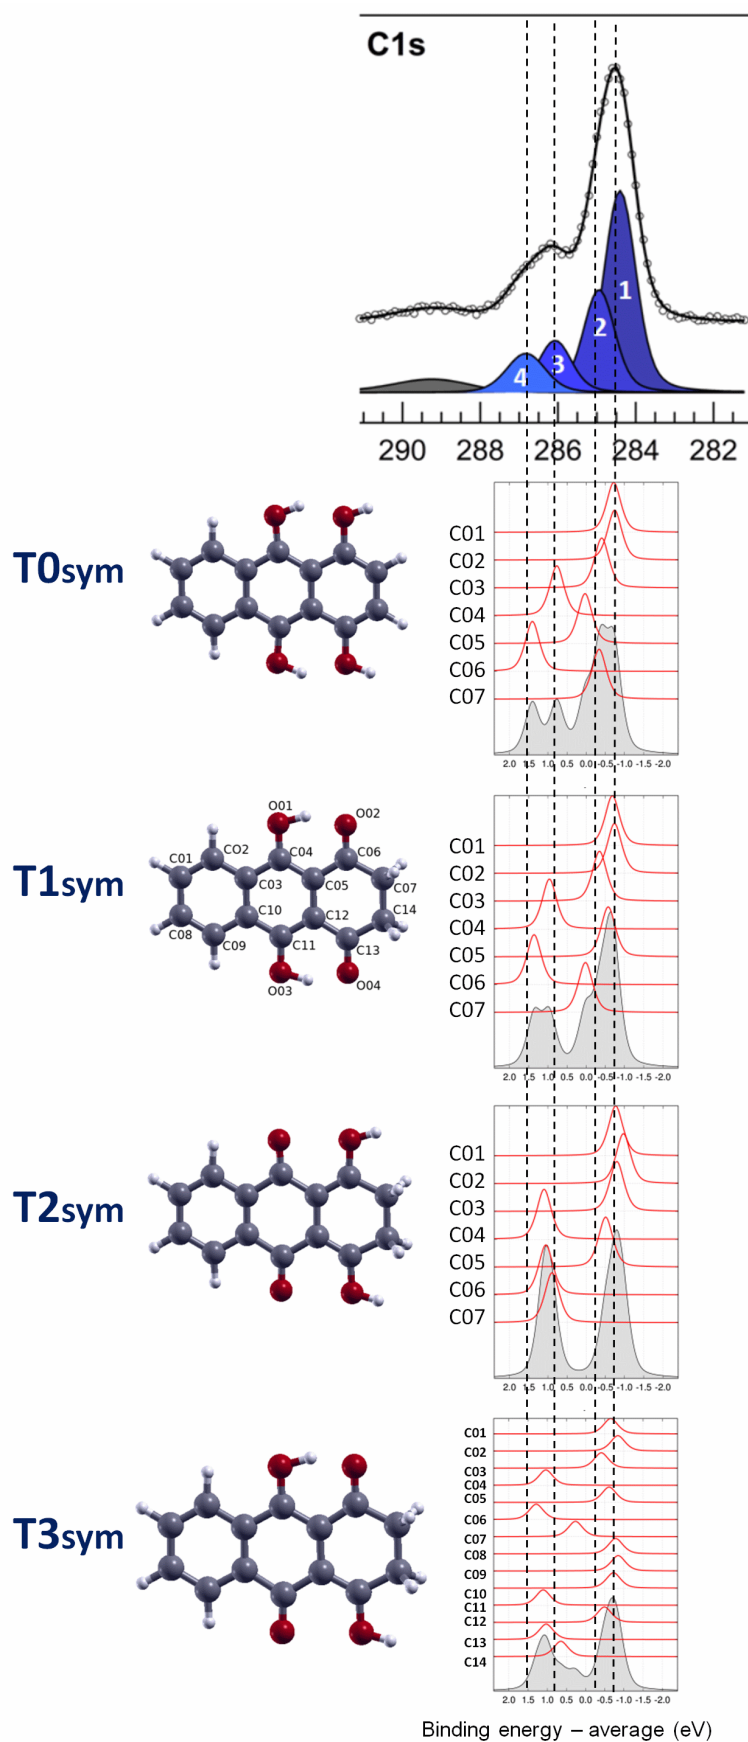 C1s
1
2
3
4
290 288 286 284 282
T0sym
C01
C02
C03
C04
C05
C06
C07
2.0 1.5 1.0 0.5 0.0 -0.5 -1.0 -1.5 -2.0
T1sym
O01 O02
C01 CO2 C04 C06
C03 C05 C07
C10 C12 C14
C08 C09 C11 C13
O03 O04
C01
C02
C03
C04
C05
C06
C07
2.0 1.5 1.0 0.5 0.0 -0.5 -1.0 -1.5 -2.0
T2sym
C01
C02
C03
C04
C05
C06
C07
2.0 1.5 1.0 0.5 0.0 -0.5 -1.0 -1.5 -2.0
T3sym
C01
C02
C03
C04
C05
C06
C07
C08
C09
C10
C11
C12
C13
C14
2.0 1.5 1.0 0.5 0.0 -0.5 -1.0 -1.5 -2.0
Binding energy – average (eV)